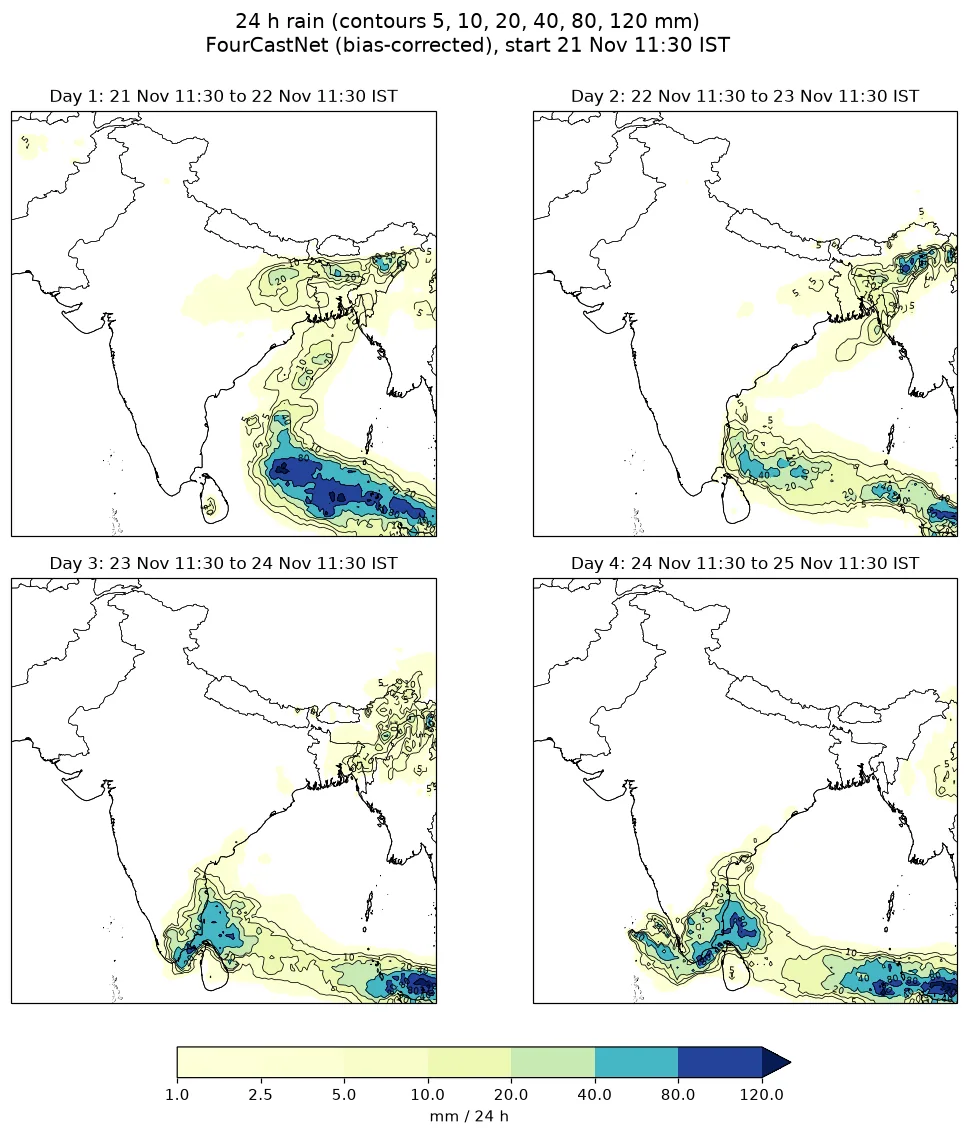 24 h rain (contours 5, 10, 20, 40, 80, 120 mm)
FourCastNet (bias-corrected), start 21 Nov 11:30 IST
Day 1: 21 Nov 11:30 to 22 Nov 11:30 IST
Day 2: 22 Nov 11:30 to 23 Nov 11:30 IST
Day 3: 23 Nov 11:30 to 24 Nov 11:30 IST
Day 4: 24 Nov 11:30 to 25 Nov 11:30 IST
1.0 2.5 5.0 10.0 20.0 40.0 80.0 120.0
mm / 24 h